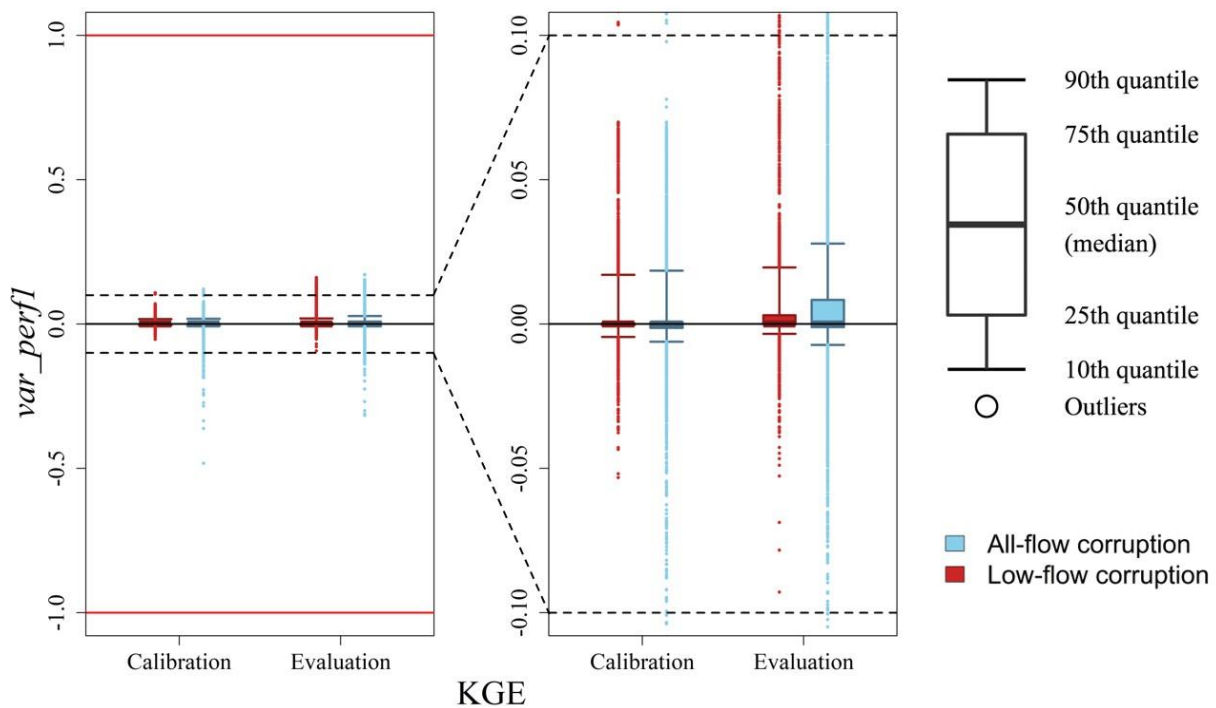 var_perf1
1.0
0.5
0.0
-0.5
-1.0
Calibration
Evaluation
0.10
0.05
0.00
-0.05
-0.10
Calibration
Evaluation
KGE
90th quantile
75th quantile
50th quantile
(median)
25th quantile
10th quantile
Outliers
All-flow corruption
Low-flow corruption